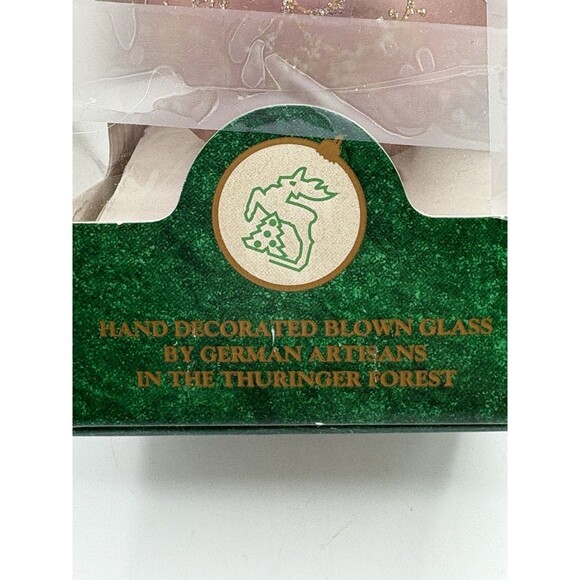 HAND DECORATED BLOWN GLASS
BY GERMAN ARTISANS
IN THE THURINGER FOREST